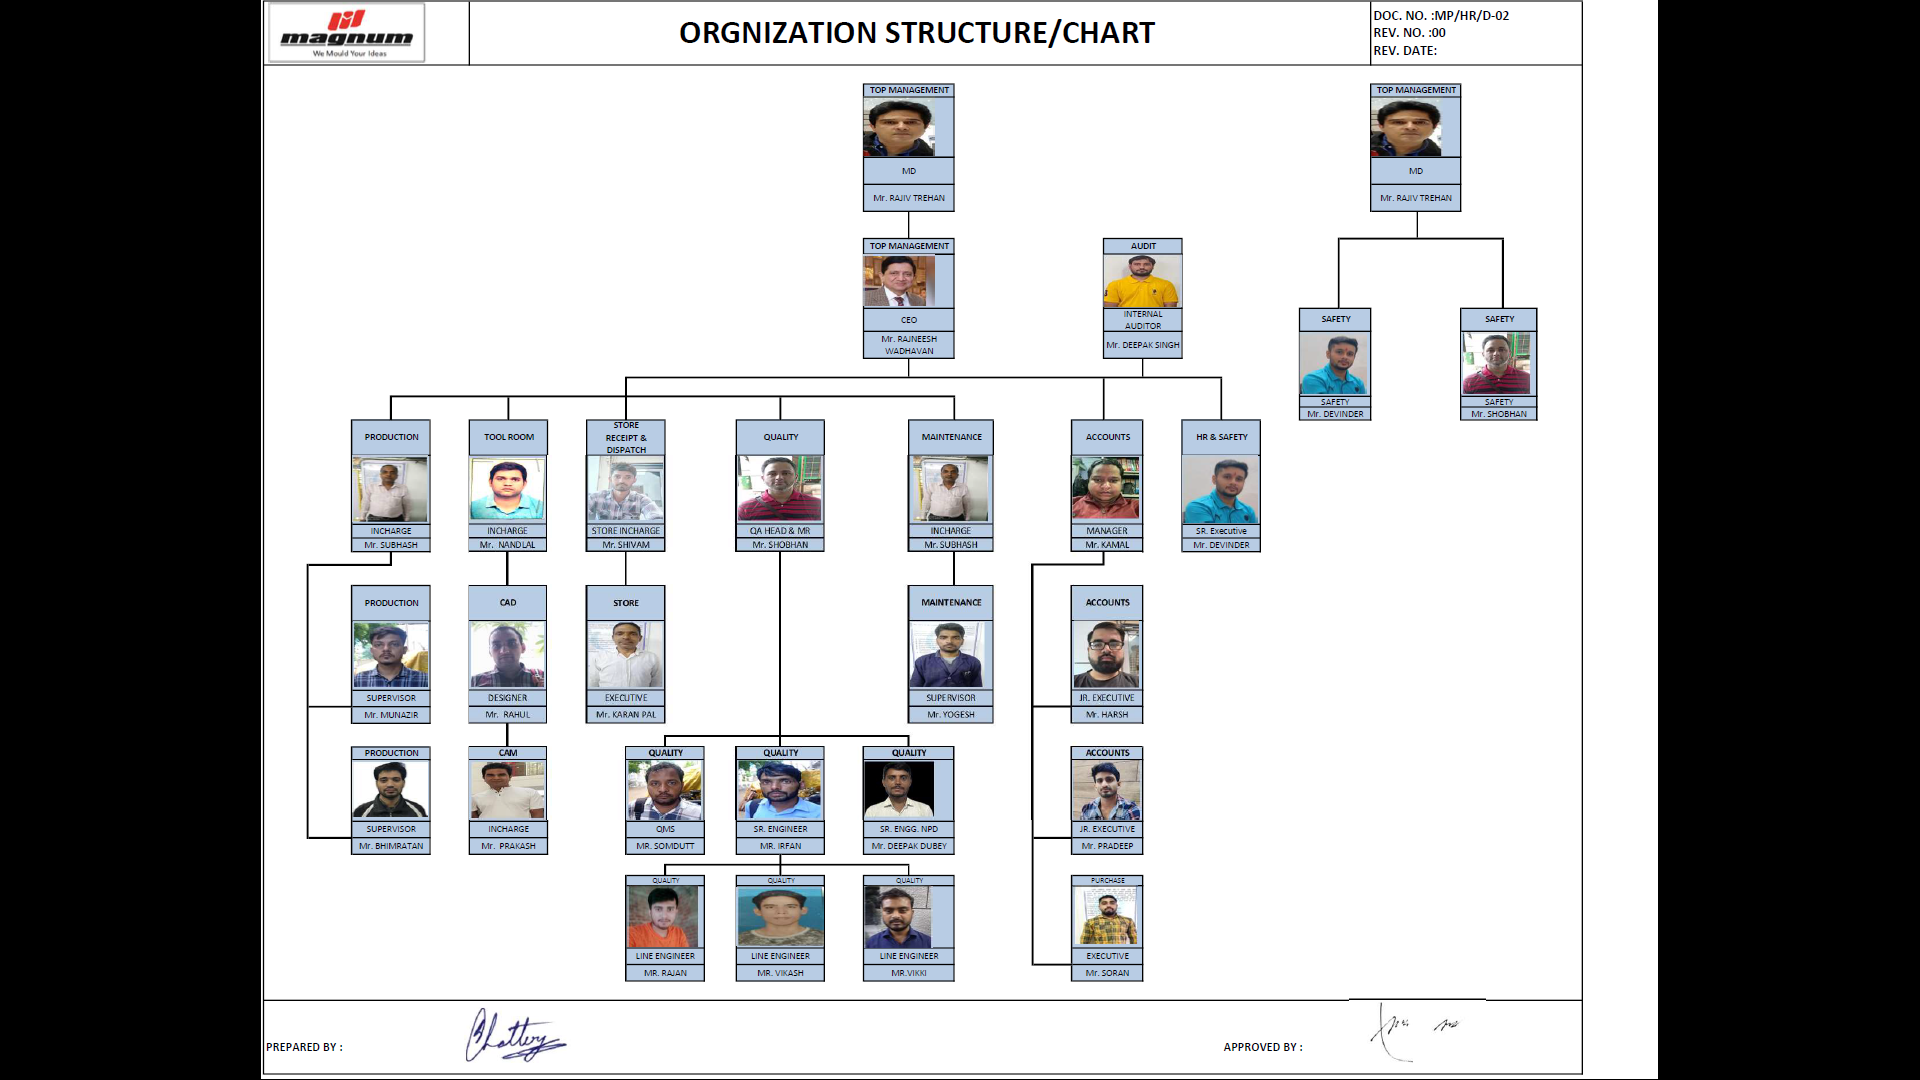 magnum
We Mould Your Ideas
ORGNIZATION STRUCTURE/CHART
DOC. NO. :MP/HR/D-02
REV. NO. :00
REV. DATE:
TOP MANAGEMENT
MD
Mr. RAJIV TREHAN
TOP MANAGEMENT
MD
Mr. RAJIV TREHAN
TOP MANAGEMENT
CEO
Mr. RAJNEESH
WADHAVAN
AUDIT
INTERNAL
AUDITOR
Mr. DEEPAK SINGH
SAFETY
SAFETY
Mr. DEVINDER
SAFETY
SAFETY
Mr. SHOBHAN
PRODUCTION
INCHARGE
Mr. SUBHASH
TOOL ROOM
INCHARGE
Mr. NANDLAL
STORE
RECEIPT &
DISPATCH
STORE INCHARGE
Mr. SHIVAM
QUALITY
QA HEAD & MR
Mr. SHOBHAN
MAINTENANCE
INCHARGE
Mr. SUBHASH
ACCOUNTS
MANAGER
Mr. KAMAL
HR & SAFETY
SR. Executive
Mr. DEVINDER
PRODUCTION
SUPERVISOR
Mr. MUNAZIR
CAD
DESIGNER
Mr. RAHUL
STORE
EXECUTIVE
Mr. KARAN PAL
MAINTENANCE
SUPERVISOR
Mr. YOGESH
ACCOUNTS
JR. EXECUTIVE
Mr. HARSH
PRODUCTION
SUPERVISOR
Mr. BHIMRATAN
CAM
INCHARGE
Mr. PRAKASH
QUALITY
QMS
MR. SOMDUTT
QUALITY
SR. ENGINEER
MR. IRFAN
QUALITY
SR. ENGG. NPD
Mr. DEEPAK DUBEY
ACCOUNTS
JR. EXECUTIVE
Mr. PRADEEP
QUALITY
LINE ENGINEER
MR. RAJAN
QUALITY
LINE ENGINEER
MR. VIKASH
QUALITY
LINE ENGINEER
MR.VIKKI
PURCHASE
EXECUTIVE
Mr. SORAN
PREPARED BY :
APPROVED BY :